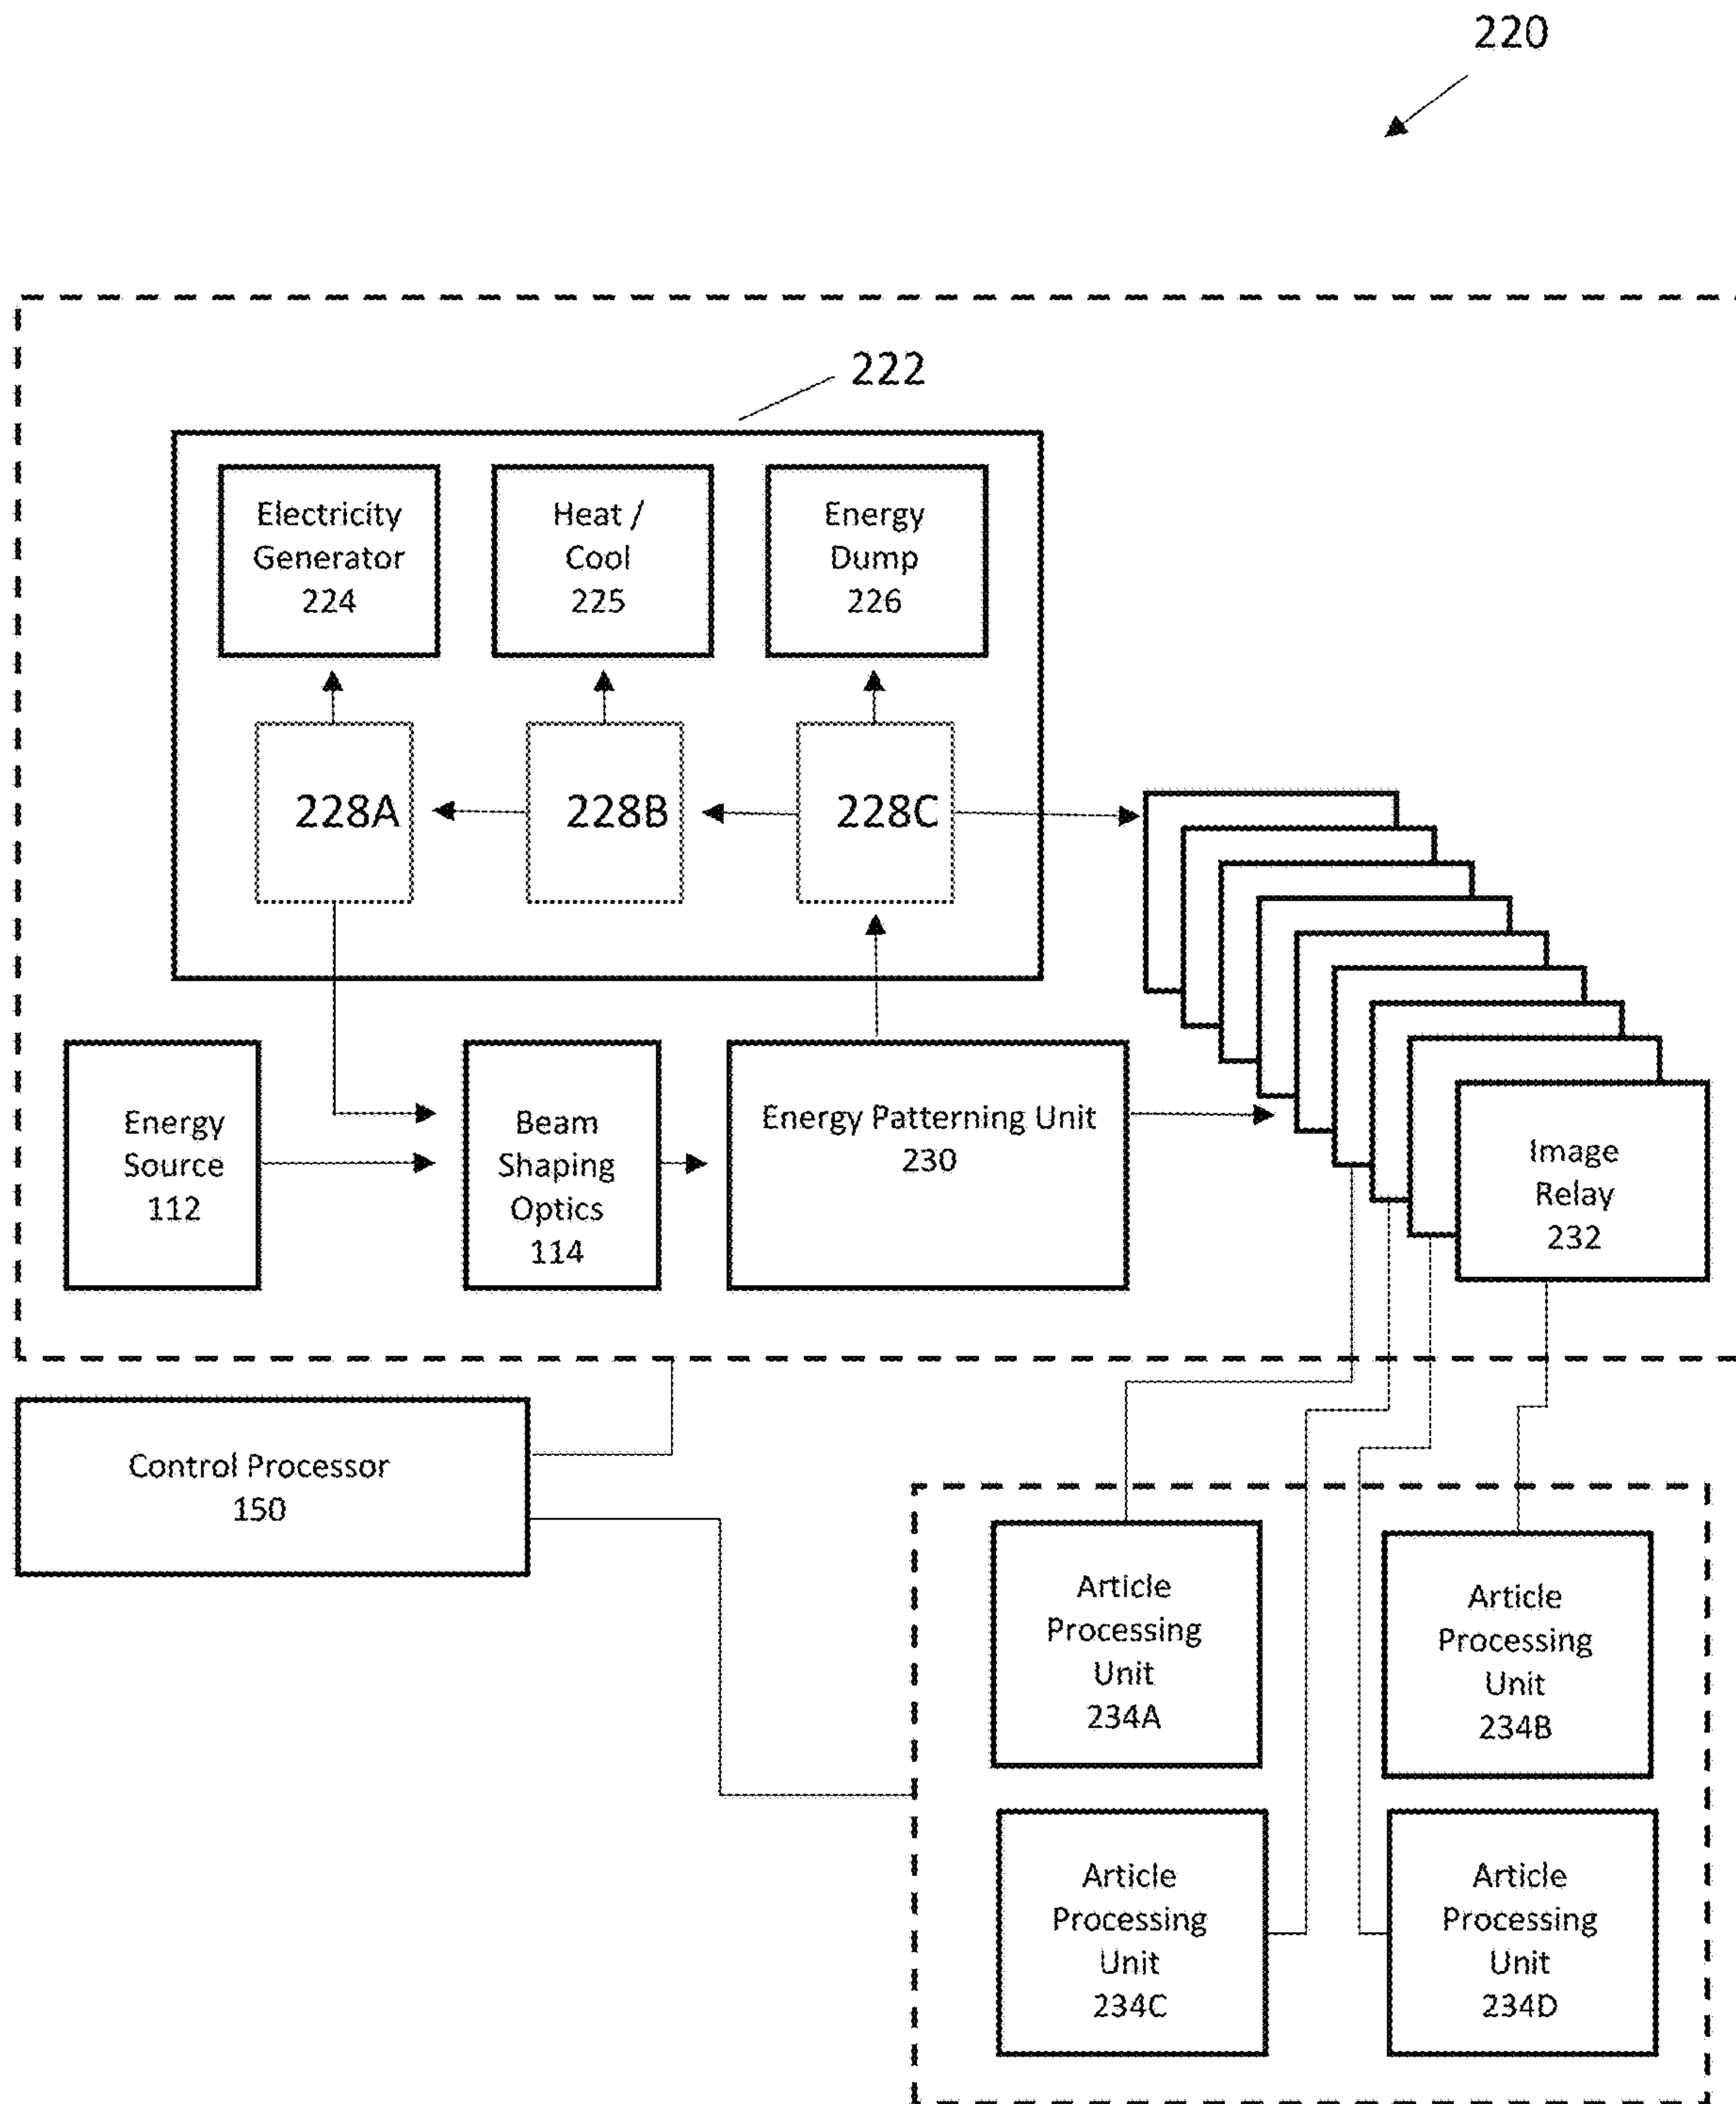 220
222
Electricity
Generator
224
Heat /
Cool
225
Energy
Dump
226
228A
228B
228C
Energy
Source
112
Beam
Shaping
Optics
114
Energy Patterning Unit
230
Image
Relay
232
Control Processor
150
Article
Processing
Unit
234A
Article
Processing
Unit
234B
Article
Processing
Unit
234C
Article
Processing
Unit
234D